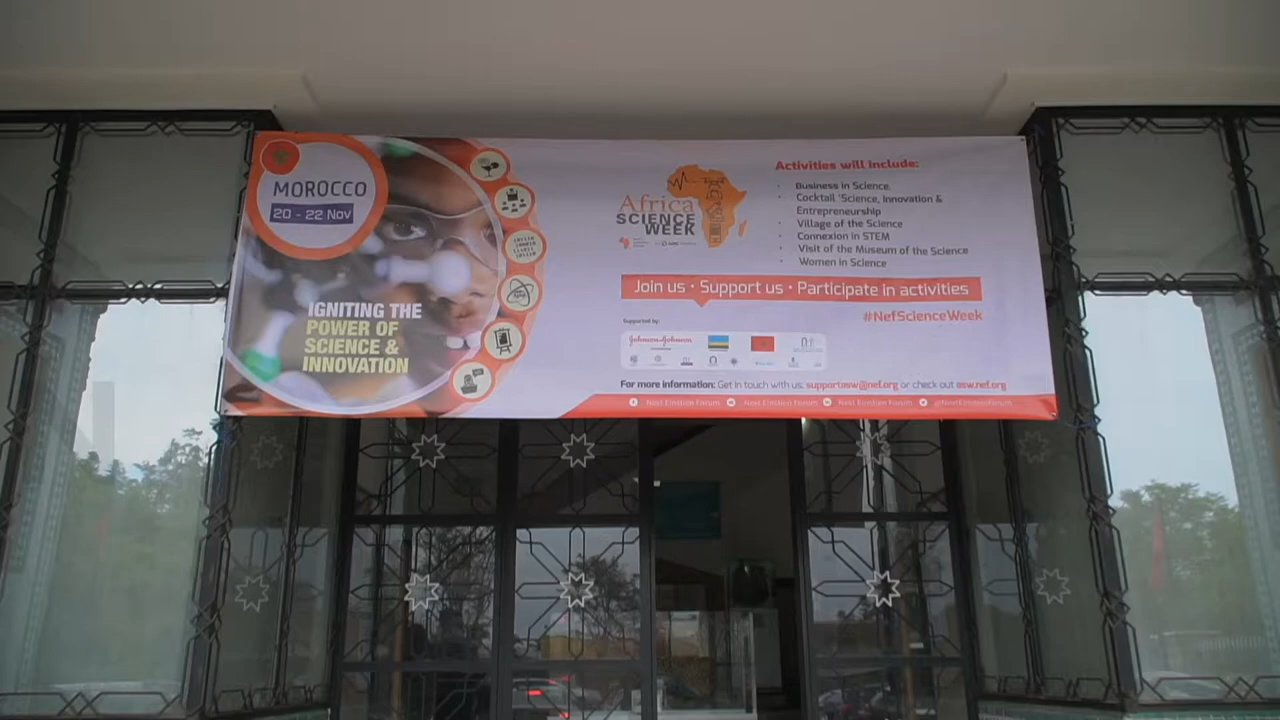 MOROCCO
20 - 22 Nov
IGNITING THE
POWER OF
SCIENCE &
INNOVATION
Africa
SCIENCE
WEEK
Activities will include:
Business in Science,
Cocktail 'Science, Innovation &
Entrepreneurship
Village of the Science
Connexion in STEM
Visit of the Museum of the Science
Women in Science
Join us • Support us • Participate in activities
#NefScienceWeek
Supported by:
Johnson&Johnson
For more information: Get in touch with us: supportasw@nef.org or check out asw.nef.org
Next Einstein Forum Next Einstein Forum Next Einstein Forum @NextEinsteinForum